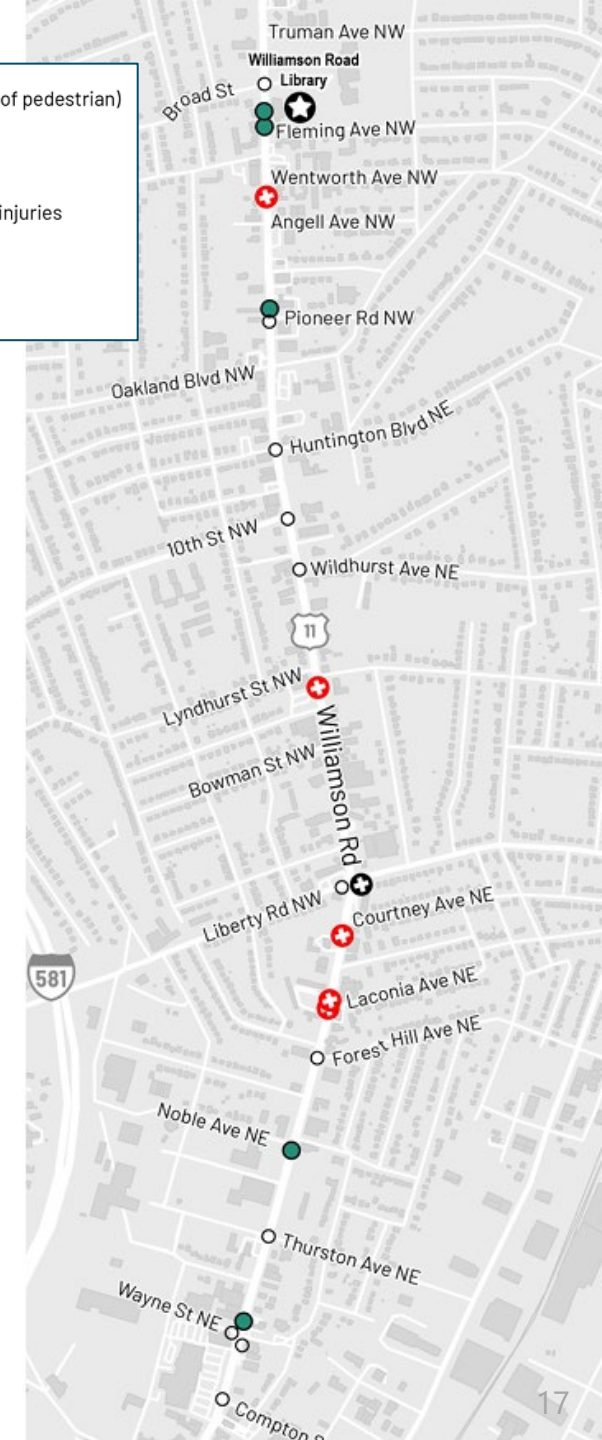 Truman Ave NW
Williamson Road
Library
Broad St
of pedestrian)
Fleming Ave NW
Wentworth Ave NW
injuries
Angell Ave NW
Pioneer Rd NW
Oakland Blvd NW
Huntington Blvd NE
10th St NW
Wildhurst Ave NE
11
Lyndhurst St NW
Williamson Rd
Bowman St NW
Liberty Rd NW
Courtney Ave NE
581
Laconia Ave NE
Forest Hill Ave NE
Noble Ave NE
Thurston Ave NE
Wayne St NE
Compton
17